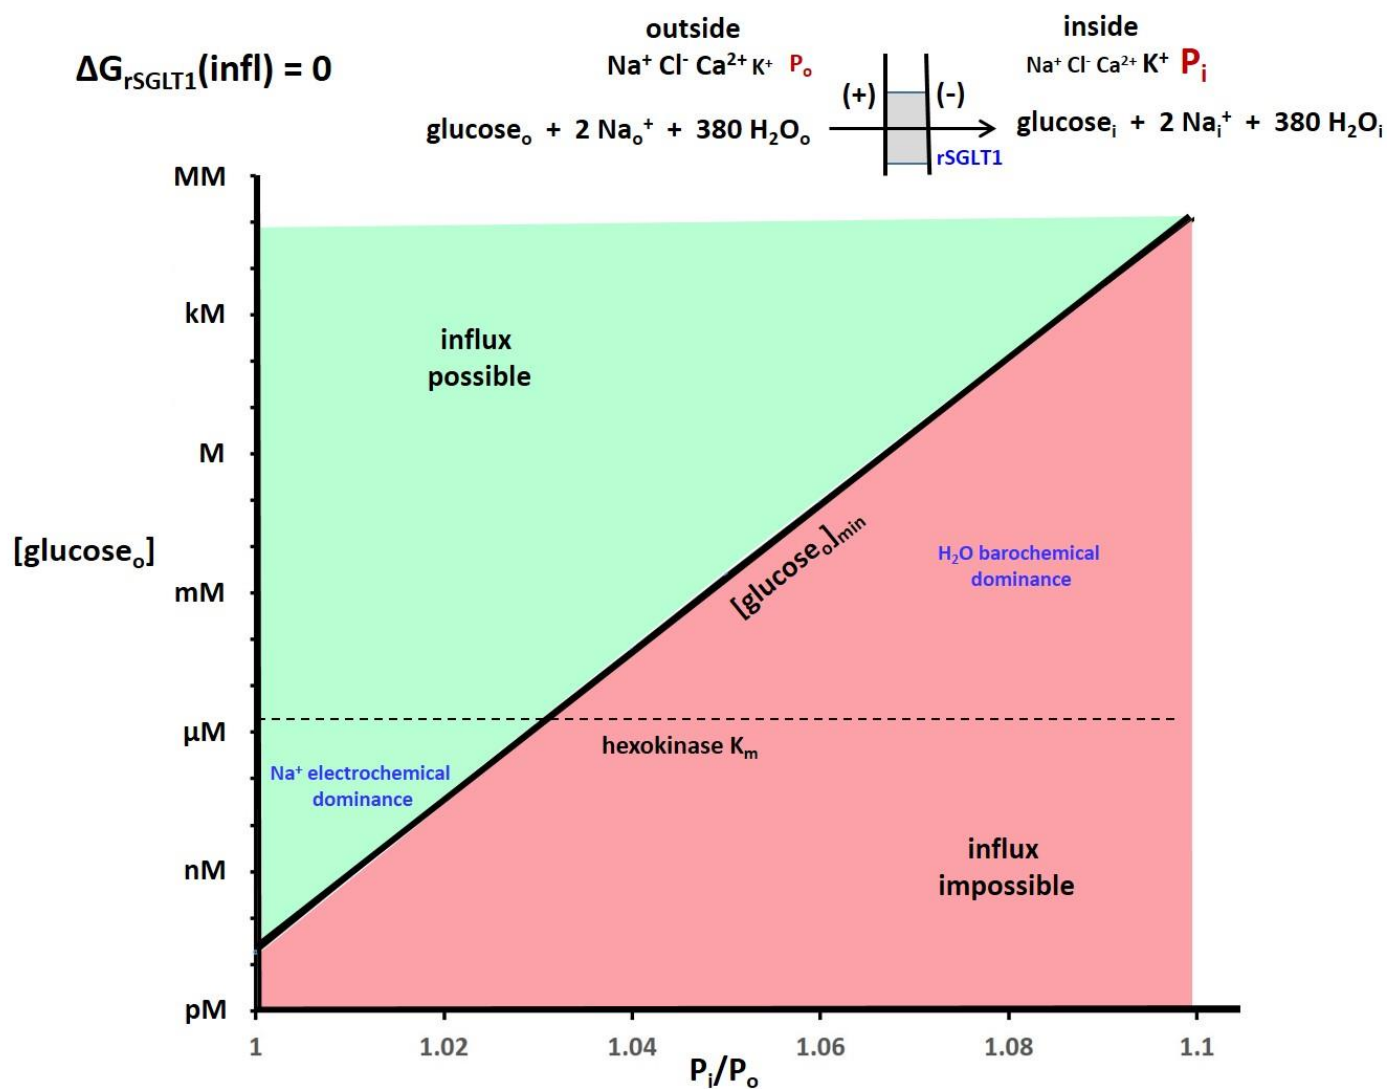 outside
inside
ΔG_rSGLT1(infl) = 0
Na⁺ Cl⁻ Ca²⁺ K⁺ Pₒ
Na⁺ Cl⁻ Ca²⁺ K⁺ Pᵢ
(+)
(-)
glucoseₒ + 2 Naₒ⁺ + 380 H₂Oₒ
glucoseᵢ + 2 Naᵢ⁺ + 380 H₂Oᵢ
rSGLT1
MM
kM
M
mM
μM
nM
pM
[glucoseₒ]
influx
possible
[glucoseₒ]min
H₂O barochemical
dominance
hexokinase Kₘ
Na⁺ electrochemical
dominance
influx
impossible
1
1.02
1.04
1.06
1.08
1.1
Pᵢ/Pₒ